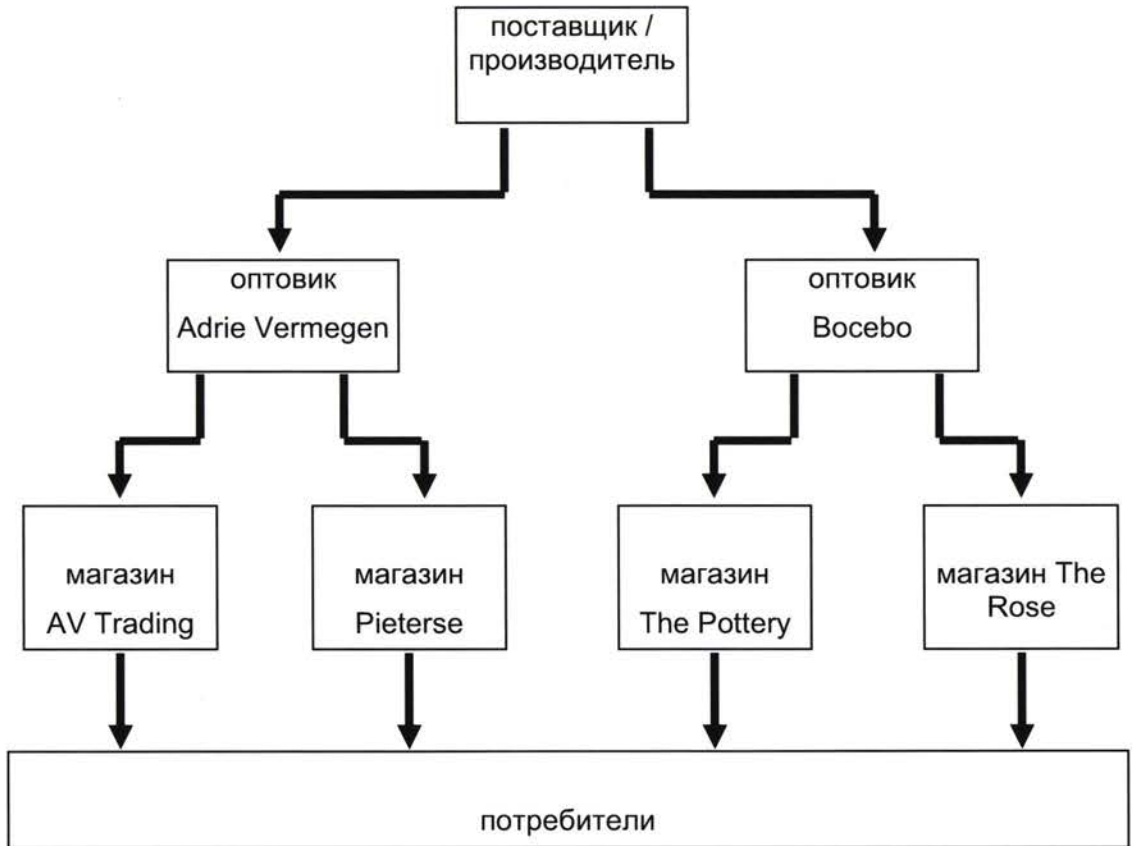 поставщик /
производитель
оптовик
Adrie Vermegen
оптовик
Bocebo
магазин
AV Trading
магазин
Pieterse
магазин
The Pottery
магазин The
Rose
потребители